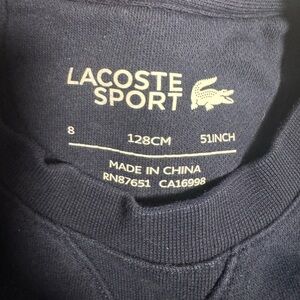 LACOSTE
SPORT
8 128CM 51INCH
MADE IN CHINA
RN87651 CA16998